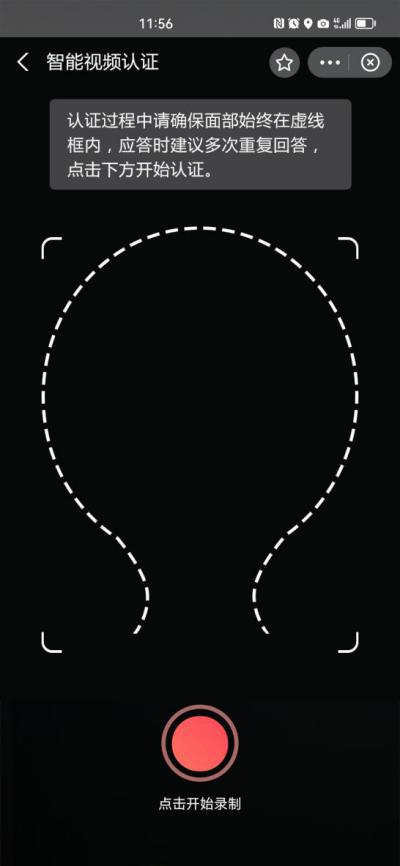 11:56
智能视频认证
认证过程中请确保面部始终在虚线
框内，应答时建议多次重复回答，
点击下方开始认证。
点击开始录制